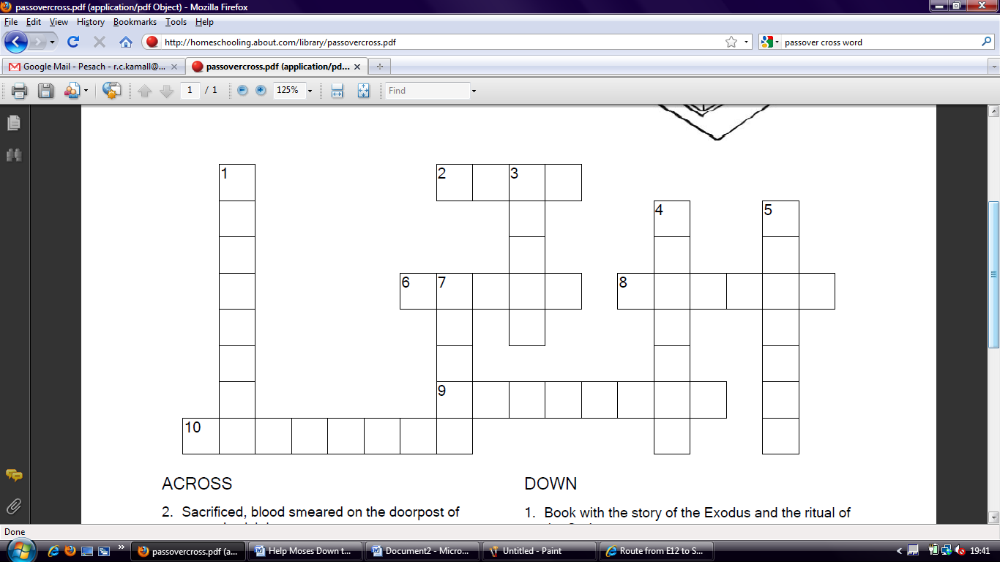 passovercross.pdf (application/pdf Object) - Mozilla Firefox
File Edit View History Bookmarks Tools Help
http://homeschooling.about.com/library/passovercross.pdf
passover cross word
Google Mail - Pesach - r.c.kamall@...
passovercross.pdf (application/pd...
1 / 1
125%
Find
1
2 3
4 5
6 7 8
9
10
ACROSS
DOWN
2. Sacrificed, blood smeared on the doorpost of
1. Book with the story of the Exodus and the ritual of
Done
passovercross.pdf (a...
Help Moses Down t...
Document2 - Micro...
Untitled - Paint
Route from E12 to S...
19:41